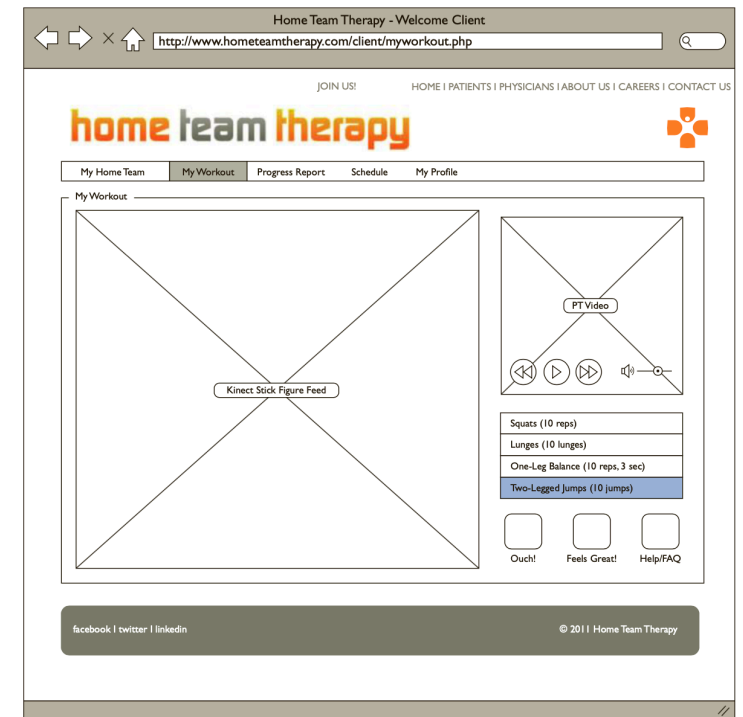 Home Team Therapy - Welcome Client
http://www.hometeamtherapy.com/client/myworkout.php
JOIN US! HOME I PATIENTS I PHYSICIANS I ABOUT US I CAREERS I CONTACT US
home team therapy
My Home Team My Workout Progress Report Schedule My Profile
My Workout
PT Video
Kinect Stick Figure Feed
Squats (10 reps)
Lunges (10 lunges)
One-Leg Balance (10 reps, 3 sec)
Two-Legged Jumps (10 jumps)
Ouch! Feels Great! Help/FAQ
facebook I twitter I linkedin © 2011 Home Team Therapy